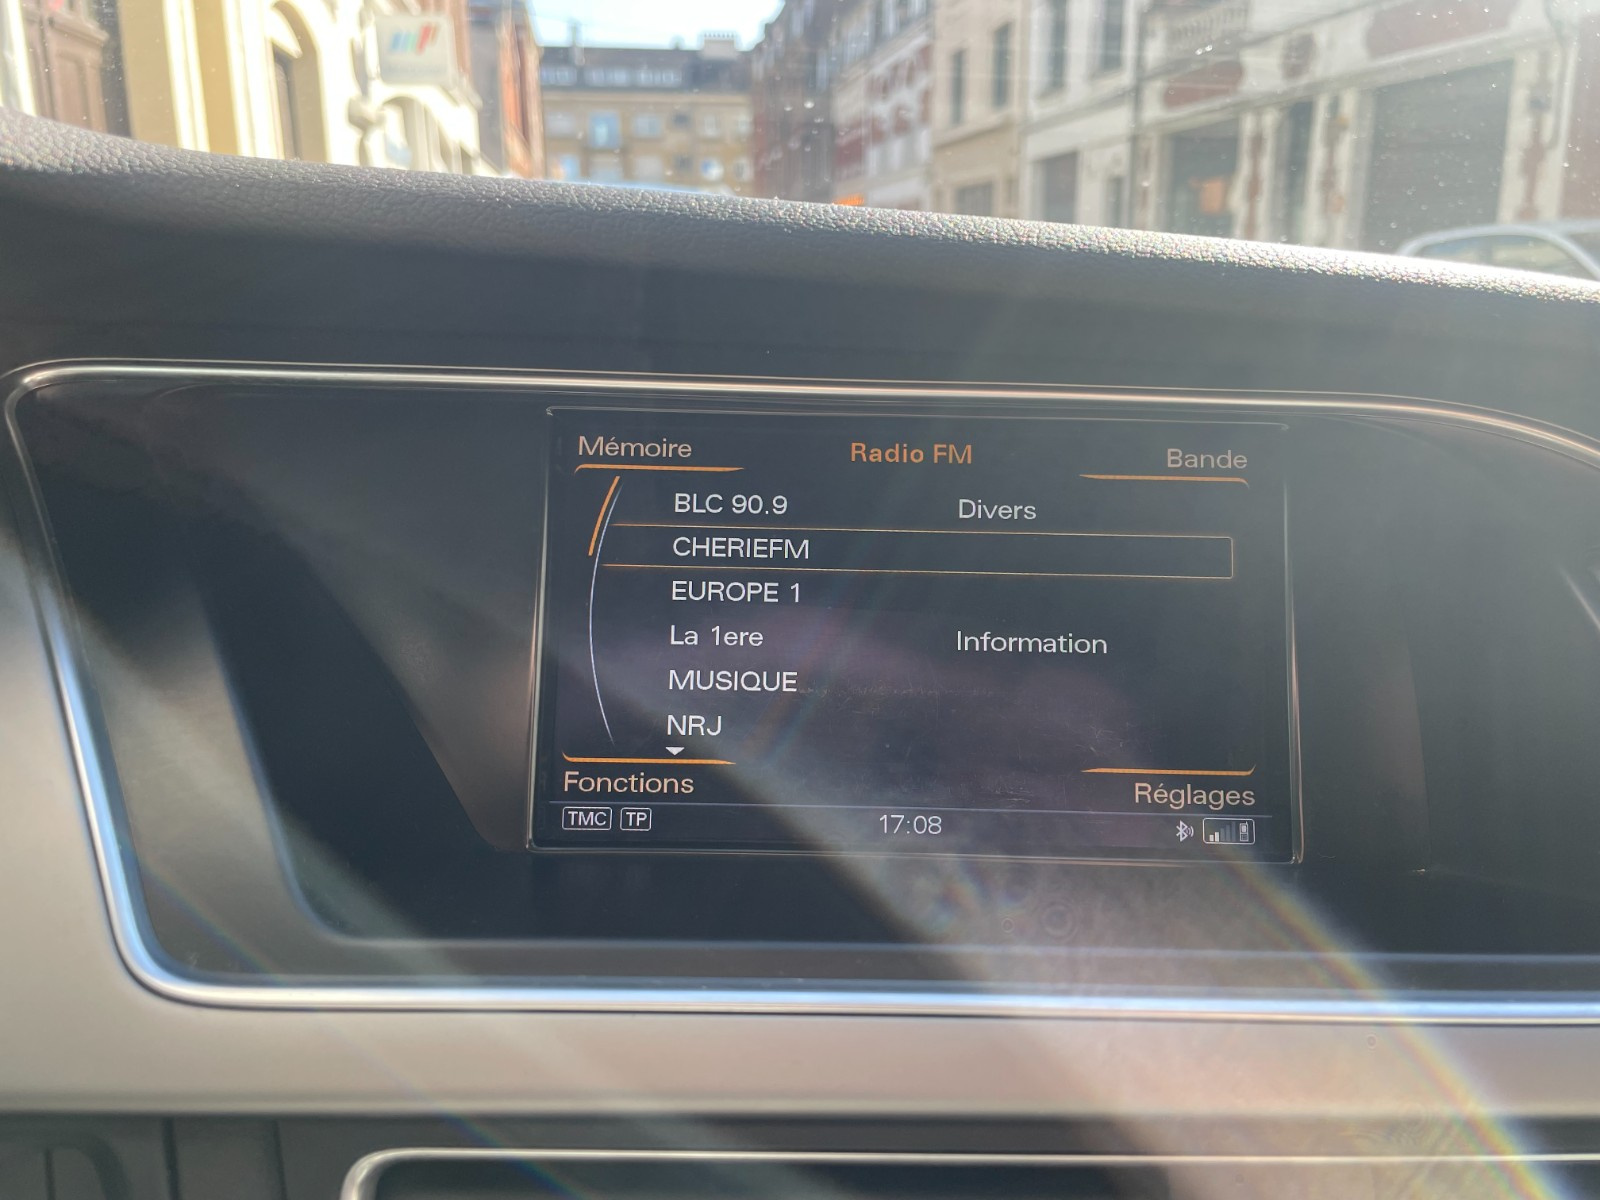 Mémoire Radio FM Bande
BLC 90.9 Divers
CHERIEFM
EUROPE 1
La 1ere Information
MUSIQUE
NRJ
Fonctions Réglages
TMC TP 17:08